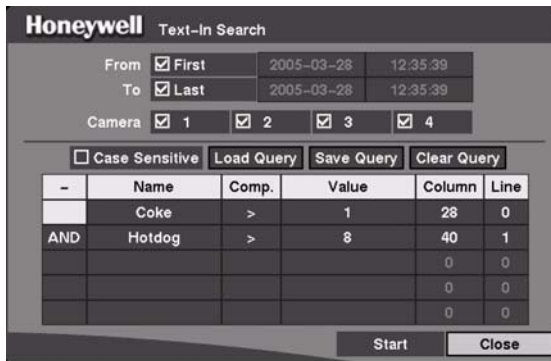 Honeywell Text-In Search
From First 2005-03-28 12:35:39
To Last 2005-03-28 12:35:39
Camera 1 2 3 4
Case Sensitive Load Query Save Query Clear Query
- Name Comp. Value Column Line
Coke > 1 28 0
AND Hotdog > 8 40 1
0 0
0 0
0 0
Start Close